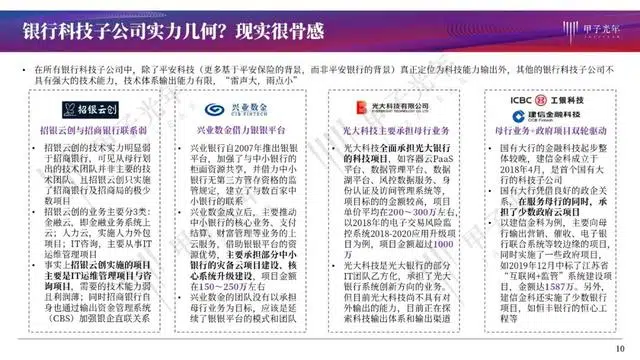 银行科技子公司实力几何？现实很骨感
甲子光年
• 在所有银行科技子公司中，除了平安科技（更多基于平安保险的背景，而非平安银行的背景）真正定位为科技能力输出外，其他的银行科技子公司不
具有强大的技术能力，技术体系输出能力有限，“雷声大，雨点小”
招银云创
招银云创与招商银行联系弱
• 招银云创的技术实力明显弱
于招商银行，可见从母行划
出的技术团队并非主要的技
术团队，且招银云创只实施
了招商银行及招商局的极少
数项目
• 招银云创的业务主要分3类：
金融云，即金融业务系统上
云；人力云，实施人力外包
项目；IT咨询，主要从事IT
运维管理项目
• 事实上招银云创实施的项目
主要是IT运维管理项目与咨
询项目，需要的技术能力弱
且利润薄；同时招商银行自
身也通过输出资金管理系统
（CBS）加强银企直联关系
兴业数金
CIB FINTECH
兴业数金借力银银平台
• 兴业银行自2007年推出银银
平台，加强了与中小银行的
柜面资源共享，并借力中小
银行无第三方管存资格的监
管规定，建立了与数百家中
小银行的联系
• 兴业数金成立后，主要推动
中小银行的核心业务、支付
结算、财富管理等业务的上
云服务，借助银银平台的资
源优势，主要承担部分中小
银行的灾备云项目建设、核
心系统升级建设，项目金额
在150～250万左右
• 兴业数金的团队没有以承担
母行业务为目标，应该是延
续了银银平台的模式和团队
光大科技有限公司
EVERBRIGHT TECHNOLOGY CO. LTD
光大科技主要承担母行业务
• 光大科技全面承担光大银行
的科技项目，如容器云PaaS
平台、数据管理平台、数据
湖平台、风控数据服务、身
份认证及访问管理系统等，
项目标的的金额较高，项目
单价平均在200～300万左右，
以2018年的电子交易风险监
控系统2018-2020应用升级项
目为例，项目金额超过1000
万
• 光大科技是光大银行的部分
IT团队乙方化，承担了光大
银行系统创新方向的业务。
但目前光大科技尚不具有对
外输出的能力，目前正在探
索科技输出体系和输出渠道
ICBC 工银科技
建信金融科技
CCB Fintech
母行业务+政府项目双轮驱动
• 国有大行的金融科技起步整
体较晚，建信金科成立于
2018年4月，是首个国有大行
的科技子公司
• 国有大行凭借良好的政企关
系，在服务母行的同时，承
担了少数政府云项目
• 以建信金科为例，主要向母
行输出营销、催收、电子银
行联合系统等较边缘的项目，
同时实施了一些政府项目，
如2019年12月中标了江苏省
“互联网+监管”系统建设项
目，金额达1587万。另外，
建信金科还实施了少数银行
项目，如恒丰银行的恒心工
程等
10